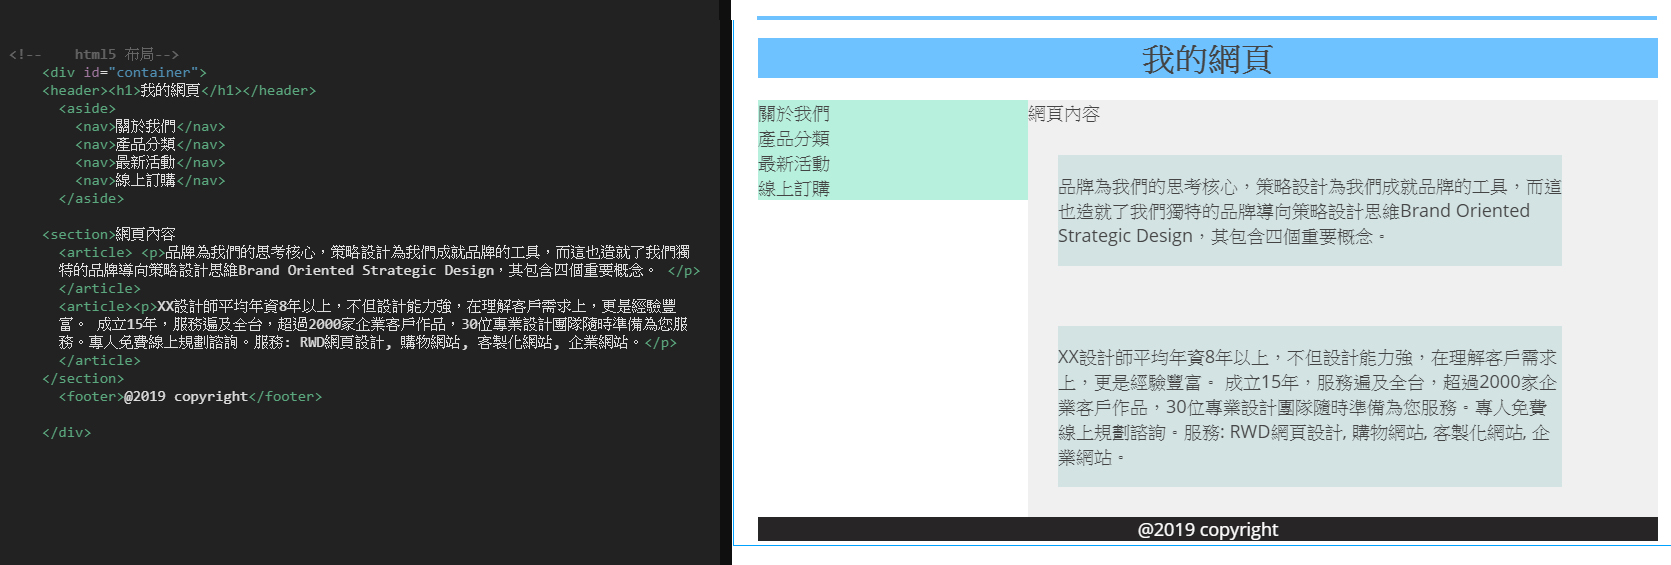 <!-- html5 布局-->
<div id="container">
<header><h1>我的網頁</h1></header>
<aside>
<nav>關於我們</nav>
<nav>產品分類</nav>
<nav>最新活動</nav>
<nav>線上訂購</nav>
</aside>
<section>網頁內容
<article> <p>品牌為我們的思考核心，策略設計為我們成就品牌的工具，而這也造就了我們獨
特的品牌導向策略設計思維Brand Oriented Strategic Design，其包含四個重要概念。 </p>
</article>
<article><p>XX設計師平均年資8年以上，不但設計能力強，在理解客戶需求上，更是經驗豐
富。 成立15年，服務遍及全台，超過2000家企業客戶作品，30位專業設計團隊隨時準備為您服
務。專人免費線上規劃諮詢。服務: RWD網頁設計, 購物網站, 客製化網站, 企業網站。</p>
</article>
</section>
<footer>@2019 copyright</footer>
</div>
我的網頁
關於我們
產品分類
最新活動
線上訂購
網頁內容
品牌為我們的思考核心，策略設計為我們成就品牌的工具，而這
也造就了我們獨特的品牌導向策略設計思維Brand Oriented
Strategic Design，其包含四個重要概念。
XX設計師平均年資8年以上，不但設計能力強，在理解客戶需求
上，更是經驗豐富。 成立15年，服務遍及全台，超過2000家企
業客戶作品，30位專業設計團隊隨時準備為您服務。專人免費
線上規劃諮詢。服務: RWD網頁設計, 購物網站, 客製化網站, 企
業網站。
@2019 copyright